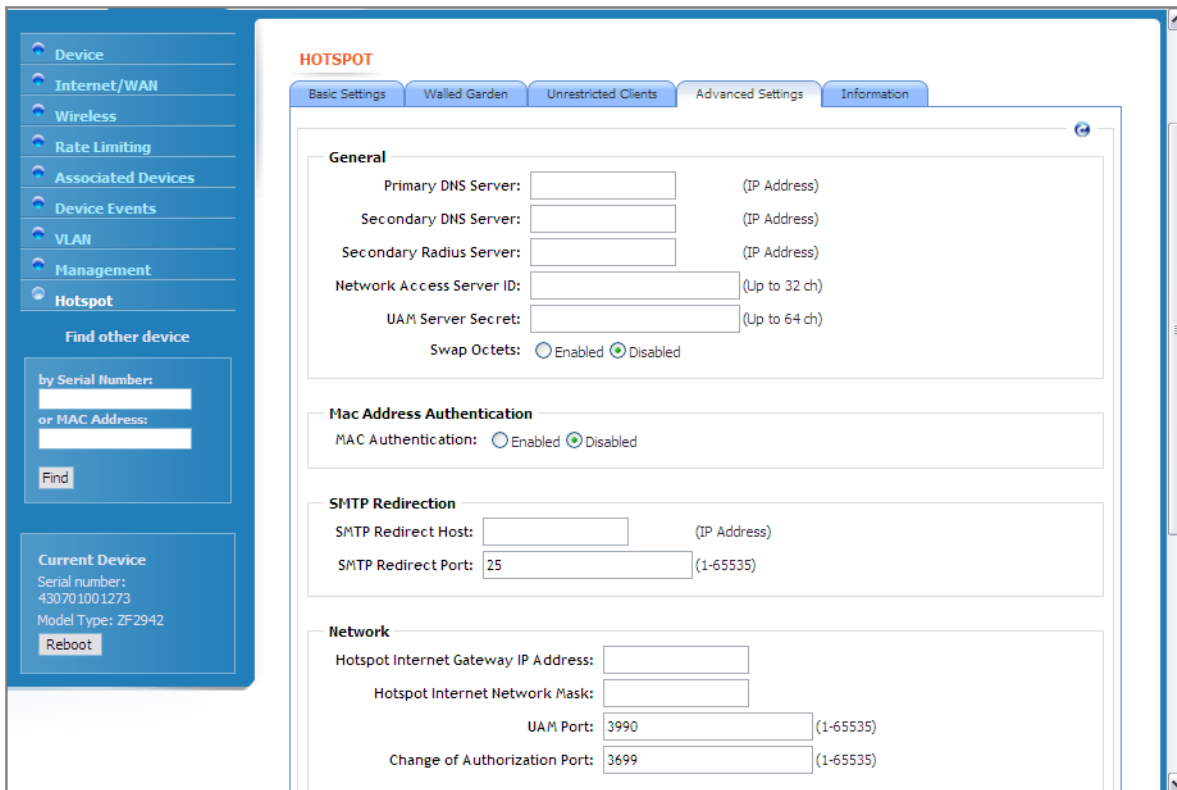 Device
Internet/WAN
Wireless
Rate Limiting
Associated Devices
Device Events
VLAN
Management
Hotspot
Find other device
by Serial Number:
or MAC Address:
Find
Current Device
Serial number:
430701001273
Model Type: ZF2942
Reboot
HOTSPOT
Basic Settings Walled Garden Unrestricted Clients Advanced Settings Information
General
Primary DNS Server: (IP Address)
Secondary DNS Server: (IP Address)
Secondary Radius Server: (IP Address)
Network Access Server ID: (Up to 32 ch)
UAM Server Secret: (Up to 64 ch)
Swap Octets: Enabled Disabled
Mac Address Authentication
MAC Authentication: Enabled Disabled
SMTP Redirection
SMTP Redirect Host: (IP Address)
SMTP Redirect Port: 25 (1-65535)
Network
Hotspot Internet Gateway IP Address:
Hotspot Internet Network Mask:
UAM Port: 3990 (1-65535)
Change of Authorization Port: 3699 (1-65535)